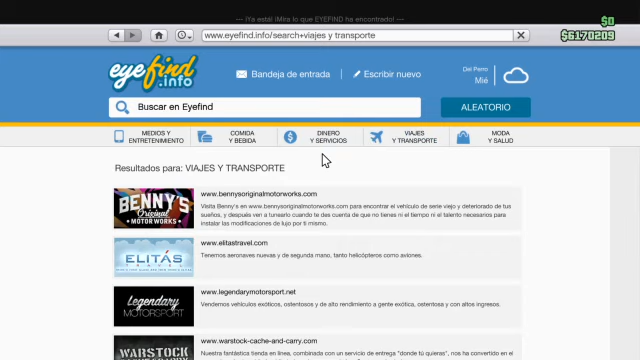 — ¡Ya está! ¡Mira lo que EYEFIND ha encontrado! —
$0
$6170209
www.eyefind.info/search+viajes y transporte
eyefind
.info
Bandeja de entrada
Escribir nuevo
Del Perro
Mié
Buscar en Eyefind
ALEATORIO
MEDIOS Y
ENTRETENIMIENTO
COMIDA
Y BEBIDA
DINERO
Y SERVICIOS
VIAJES
Y TRANSPORTE
MODA
Y SALUD
Resultados para: VIAJES Y TRANSPORTE
BENNY'S
Original
MOTOR WORKS
www.bennysoriginalmotorworks.com
Visita Benny's en www.bennysoriginalmotorworks.com para encontrar el vehículo de serie viejo y deteriorado de tus
sueños, y después ven a tunearlo cuando te das cuenta de que no tienes ni el tiempo ni el talento necesarios para
instalar las modificaciones de lujo por ti mismo.
ELITÁS
TRAVEL
www.elitastravel.com
Tenemos aeronaves nuevas y de segunda mano, tanto helicópteros como aviones.
Legendary
MOTORSPORT
www.legendarymotorsport.net
Vendemos vehículos exóticos, ostentosos y de alto rendimiento a gente exótica, ostentosa y con altos ingresos.
WARSTOCK
www.warstock-cache-and-carry.com
Nuestra fantástica tienda en línea, combinada con un servicio de entrega "donde tú quieras", nos ha convertido en el